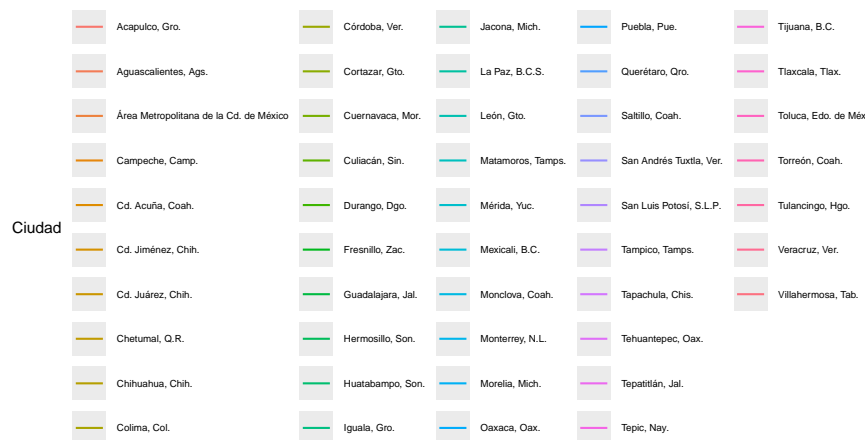 Ciudad
Acapulco, Gro.
Aguascalientes, Ags.
Área Metropolitana de la Cd. de México
Campeche, Camp.
Cd. Acuña, Coah.
Cd. Jiménez, Chih.
Cd. Juárez, Chih.
Chetumal, Q.R.
Chihuahua, Chih.
Colima, Col.
Córdoba, Ver.
Cortazar, Gto.
Cuernavaca, Mor.
Culiacán, Sin.
Durango, Dgo.
Fresnillo, Zac.
Guadalajara, Jal.
Hermosillo, Son.
Huatabampo, Son.
Iguala, Gro.
Jacona, Mich.
La Paz, B.C.S.
León, Gto.
Matamoros, Tamps.
Mérida, Yuc.
Mexicali, B.C.
Monclova, Coah.
Monterrey, N.L.
Morelia, Mich.
Oaxaca, Oax.
Puebla, Pue.
Querétaro, Qro.
Saltillo, Coah.
San Andrés Tuxtla, Ver.
San Luis Potosí, S.L.P.
Tampico, Tamps.
Tapachula, Chis.
Tehuantepec, Oax.
Tepatitlán, Jal.
Tepic, Nay.
Tijuana, B.C.
Tlaxcala, Tlax.
Toluca, Edo. de Méx
Torreón, Coah.
Tulancingo, Hgo.
Veracruz, Ver.
Villahermosa, Tab.